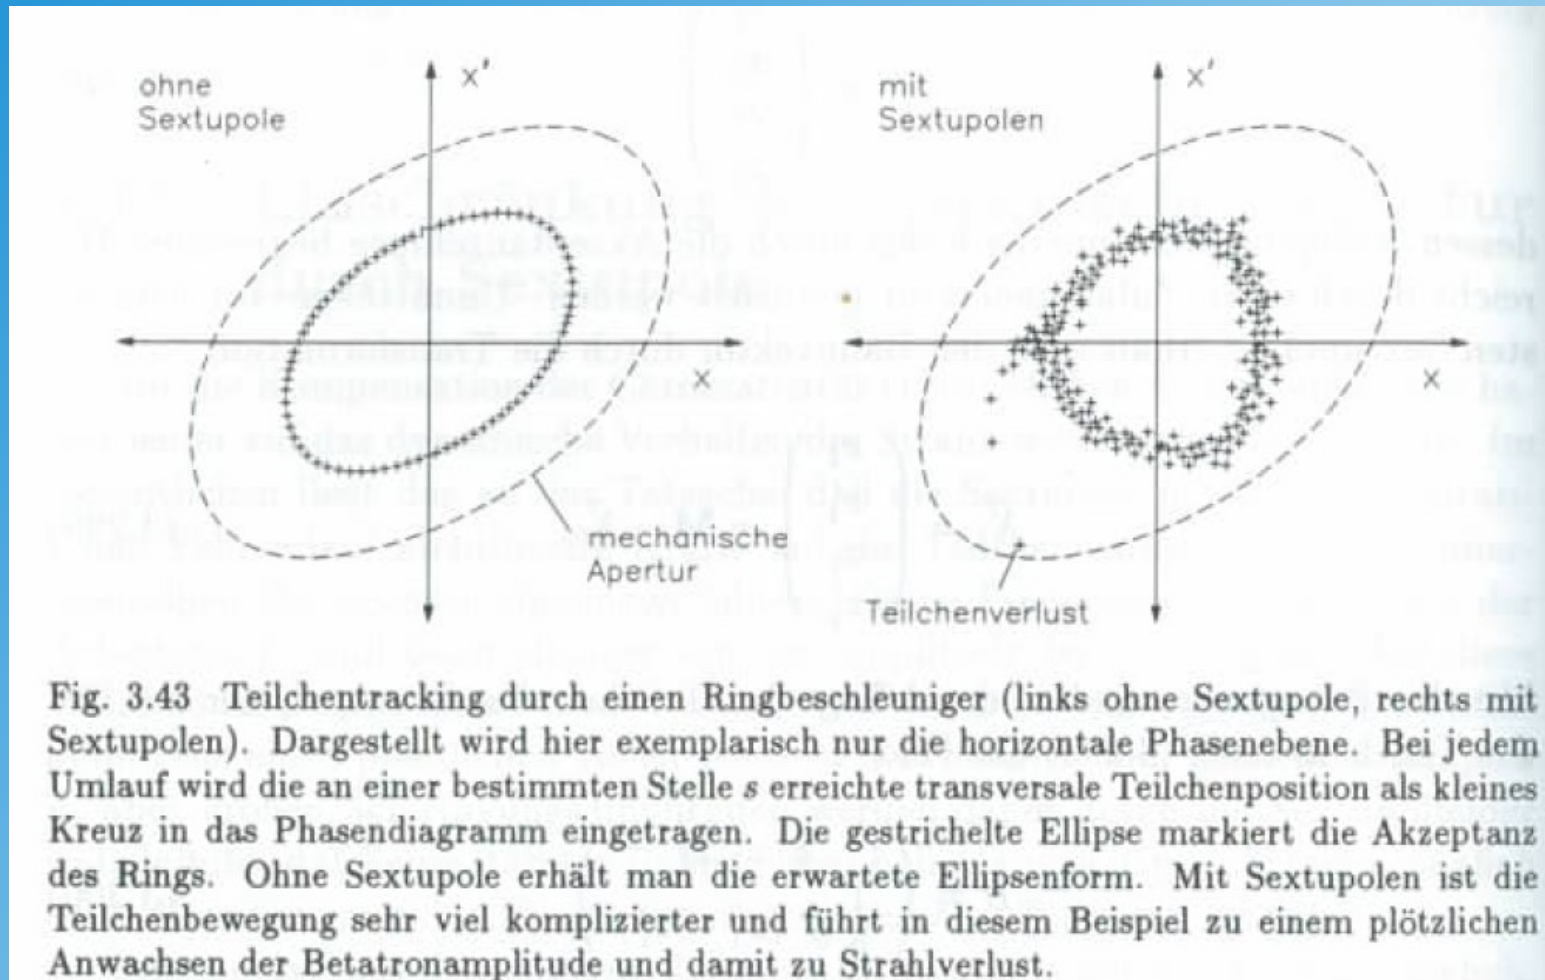 ohne
Sextupole
x'
x
mechanische
Apertur
mit
Sextupolen
x'
x
Teilchenverlust
Fig. 3.43 Teilchentracking durch einen Ringbeschleuniger (links ohne Sextupole, rechts mit
Sextupolen). Dargestellt wird hier exemplarisch nur die horizontale Phasenebene. Bei jedem
Umlauf wird die an einer bestimmten Stelle s erreichte transversale Teilchenposition als kleines
Kreuz in das Phasendiagramm eingetragen. Die gestrichelte Ellipse markiert die Akzeptanz
des Rings. Ohne Sextupole erhält man die erwartete Ellipsenform. Mit Sextupolen ist die
Teilchenbewegung sehr viel komplizierter und führt in diesem Beispiel zu einem plötzlichen
Anwachsen der Betatronamplitude und damit zu Strahlverlust.